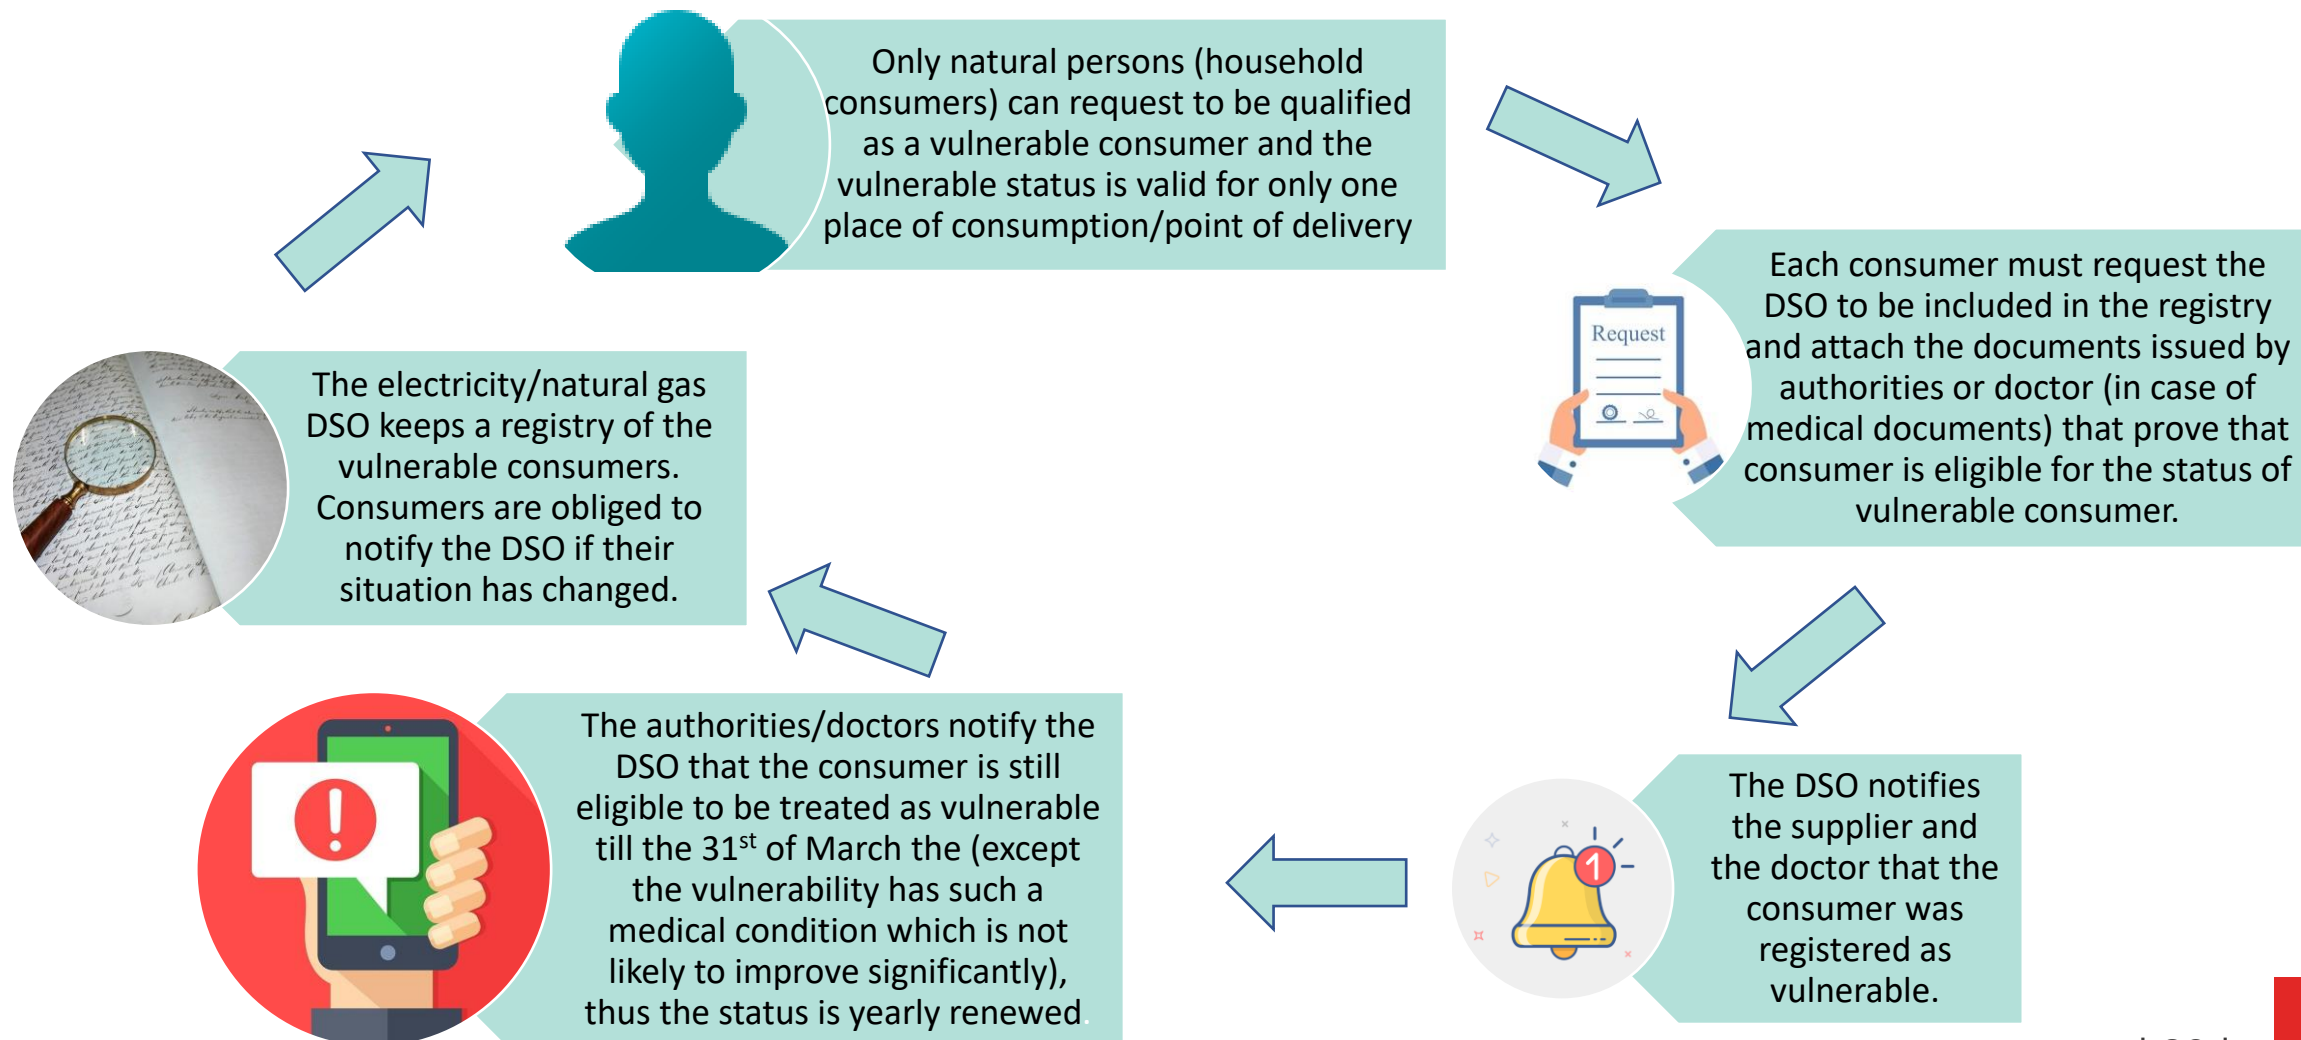 Only natural persons (household
consumers) can request to be qualified
as a vulnerable consumer and the
vulnerable status is valid for only one
place of consumption/point of delivery
Each consumer must request the
DSO to be included in the registry
and attach the documents issued by
authorities or doctor (in case of
medical documents) that prove that
consumer is eligible for the status of
vulnerable consumer.
Request
The DSO notifies
the supplier and
the doctor that the
consumer was
registered as
vulnerable.
1
The authorities/doctors notify the
DSO that the consumer is still
eligible to be treated as vulnerable
till the 31st of March the (except
the vulnerability has such a
medical condition which is not
likely to improve significantly),
thus the status is yearly renewed.
!
The electricity/natural gas
DSO keeps a registry of the
vulnerable consumers.
Consumers are obliged to
notify the DSO if their
situation has changed.